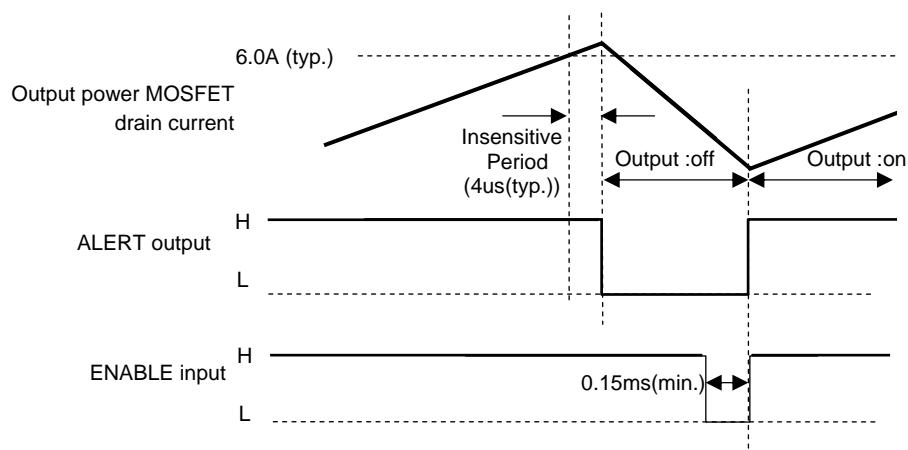 6.0A (typ.)
Output power MOSFET
drain current
Insensitive
Period
(4us(typ.))
Output :off
Output :on
H
ALERT output
L
H
ENABLE input
0.15ms(min.)
L